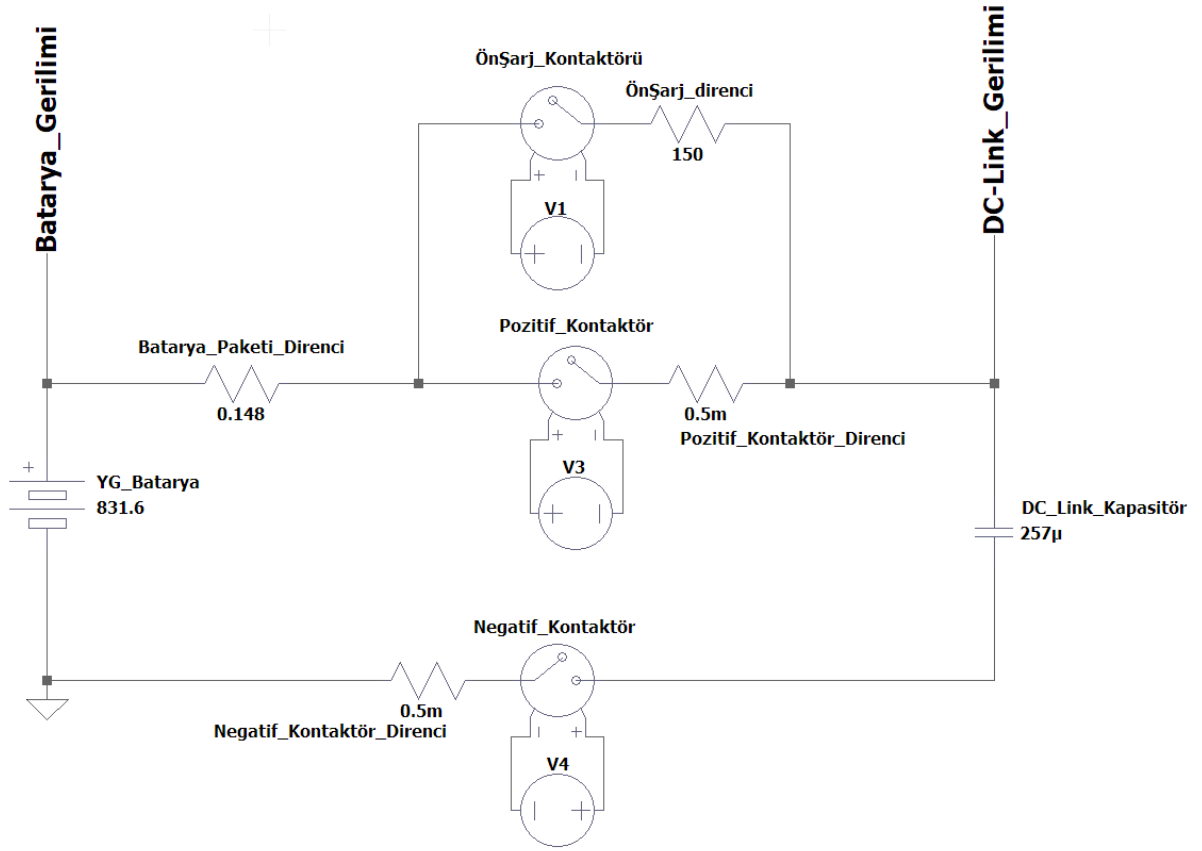 Batarya_Gerilimi
DC-Link_Gerilimi
ÖnŞarj_Kontaktörü
ÖnŞarj_direnci
150
V1
Pozitif_Kontaktör
Batarya_Paketi_Direnci
0.148
0.5m
Pozitif_Kontaktör_Direnci
V3
YG_Batarya
831.6
DC_Link_Kapasitör
257µ
Negatif_Kontaktör
0.5m
Negatif_Kontaktör_Direnci
V4